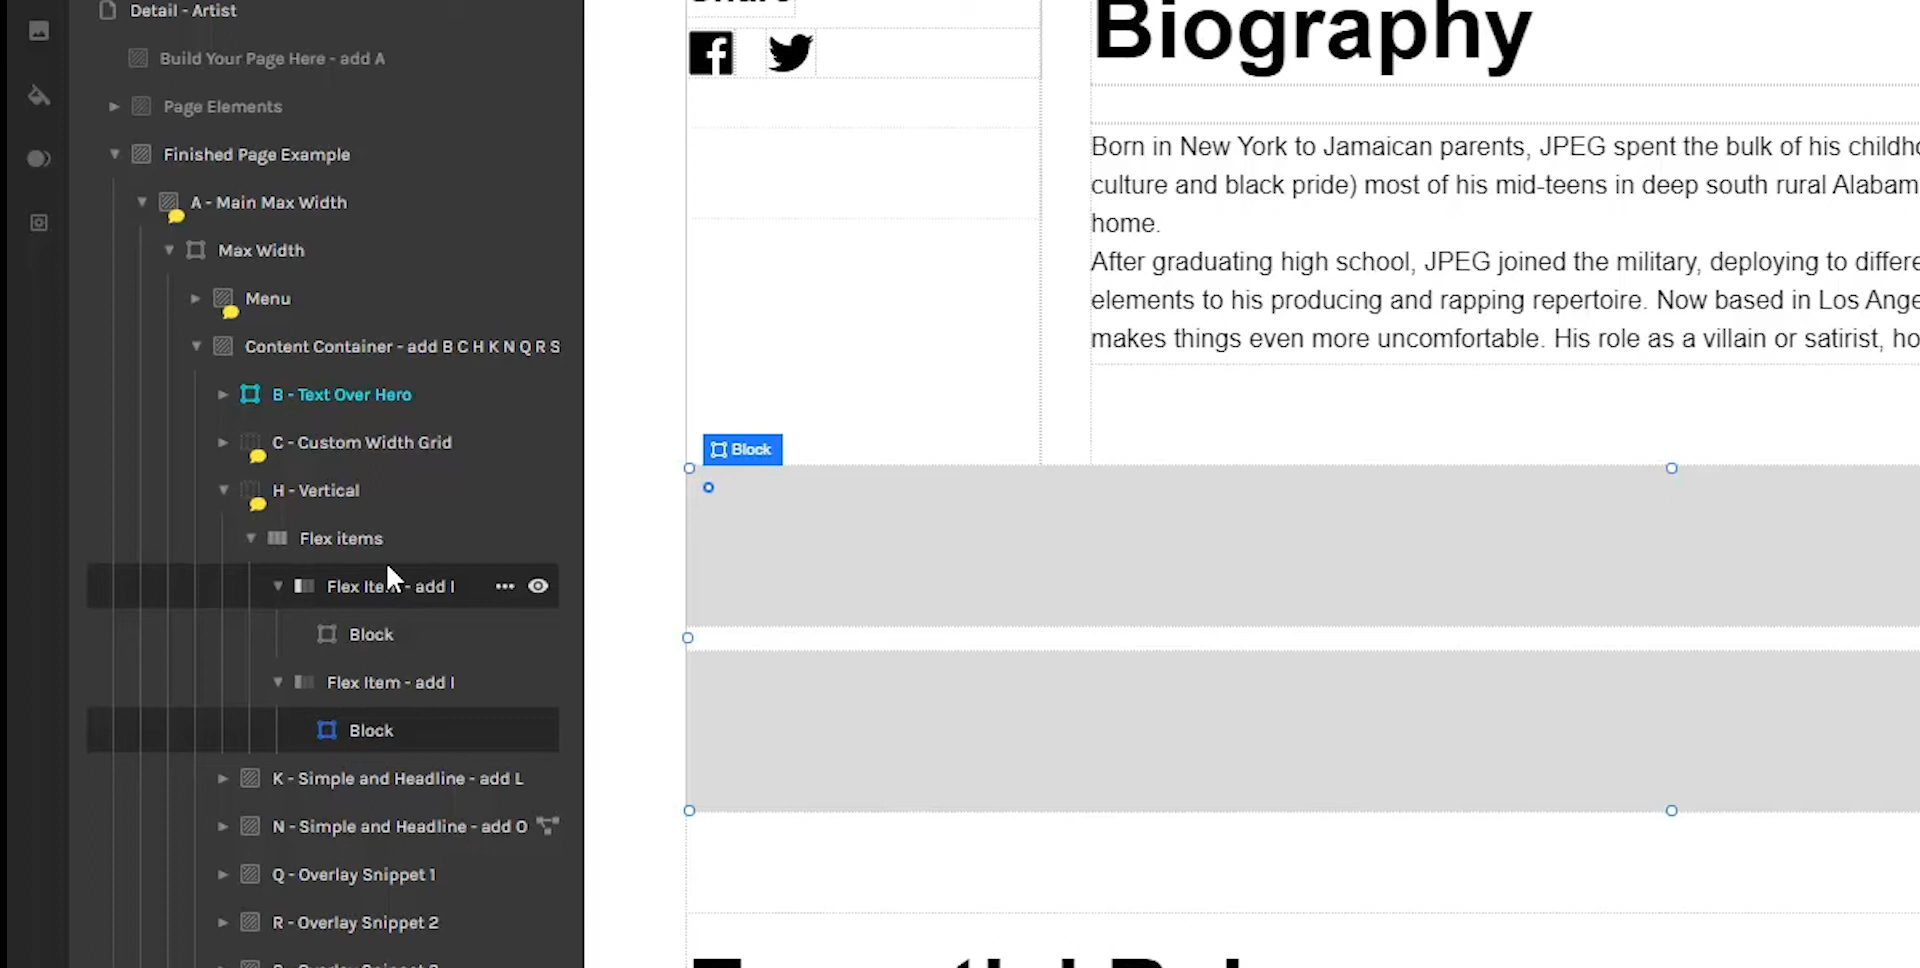 Detail - Artist
Build Your Page Here - add A
Page Elements
Finished Page Example
A - Main Max Width
Max Width
Menu
Content Container - add B C H K N Q R S
B - Text Over Hero
C - Custom Width Grid
H - Vertical
Flex items
Flex Item - add I
Block
Flex Item - add I
Block
K - Simple and Headline - add L
N - Simple and Headline - add O
Q - Overlay Snippet 1
R - Overlay Snippet 2
Biography
Born in New York to Jamaican parents, JPEG spent the bulk of his childho
culture and black pride) most of his mid-teens in deep south rural Alabam
home.
After graduating high school, JPEG joined the military, deploying to differe
elements to his producing and rapping repertoire. Now based in Los Ange
makes things even more uncomfortable. His role as a villain or satirist, ho
Block